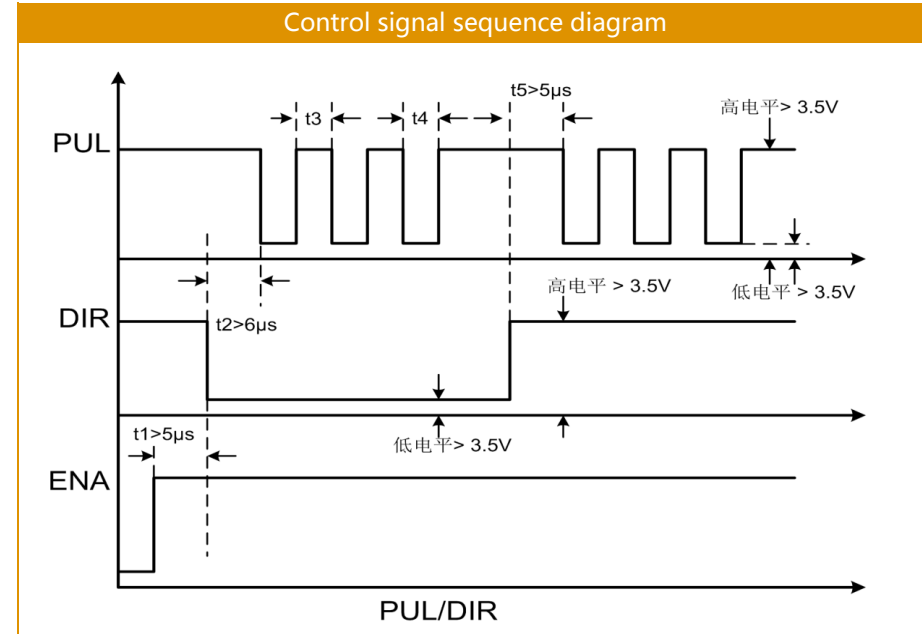 Control signal sequence diagram
t5>5μs
高电平> 3.5V
t3
t4
PUL
高电平 > 3.5V
低电平 > 3.5V
DIR
t2>6μs
t1>5μs
低电平> 3.5V
ENA
PUL/DIR